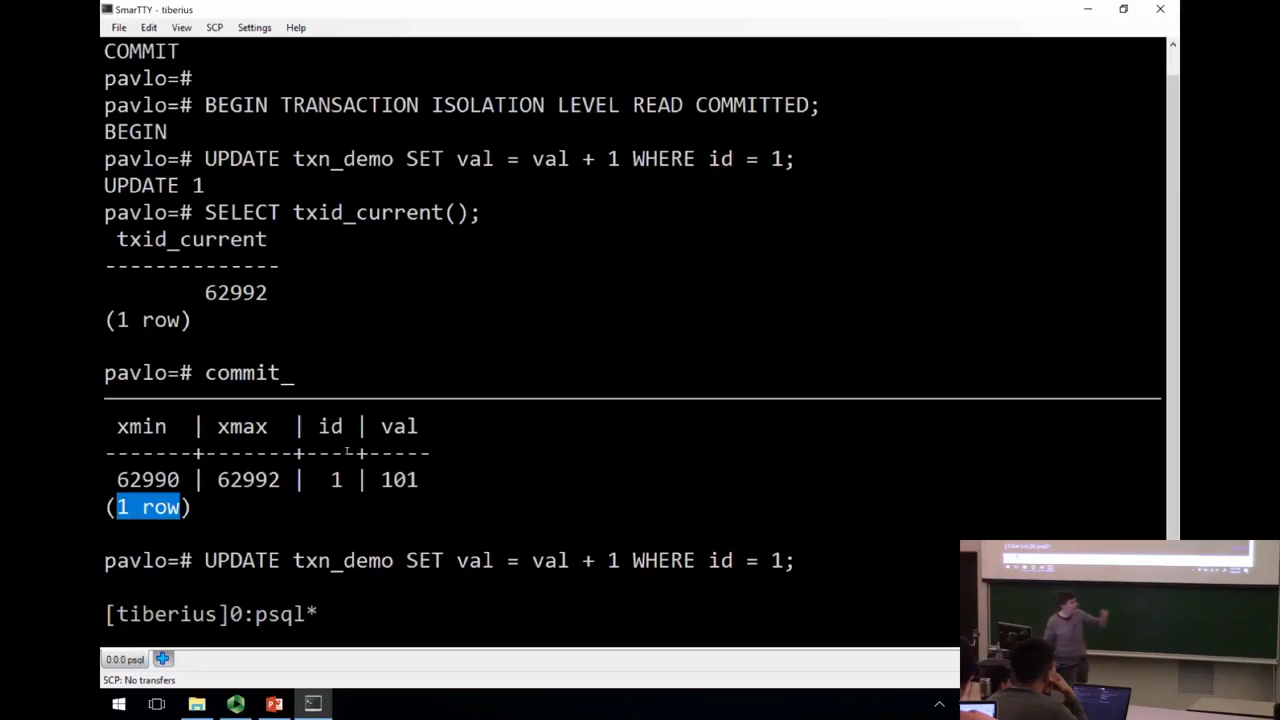 SmarTTY - tiberius
File Edit View SCP Settings Help
COMMIT
pavlo=#
pavlo=# BEGIN TRANSACTION ISOLATION LEVEL READ COMMITTED;
BEGIN
pavlo=# UPDATE txn_demo SET val = val + 1 WHERE id = 1;
UPDATE 1
pavlo=# SELECT txid_current();
txid_current
--------------
62992
(1 row)
pavlo=# commit_
xmin | xmax | id | val
-------+-------+----+-----
62990 | 62992 | 1 | 101
(1 row)
pavlo=# UPDATE txn_demo SET val = val + 1 WHERE id = 1;
[tiberius]0:psql*
0:0.0 psql
SCP: No transfers